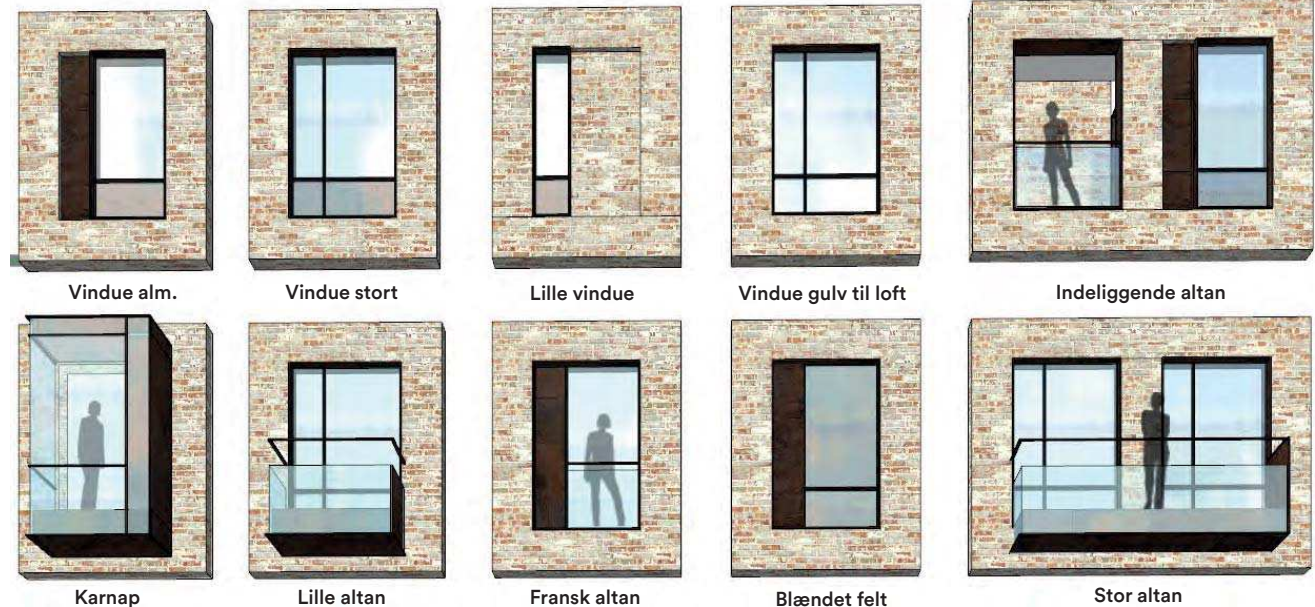 Vindue alm.
Vindue stort
Lille vindue
Vindue gulv til loft
Indeliggende altan
Karnap
Lille altan
Fransk altan
Blændet felt
Stor altan